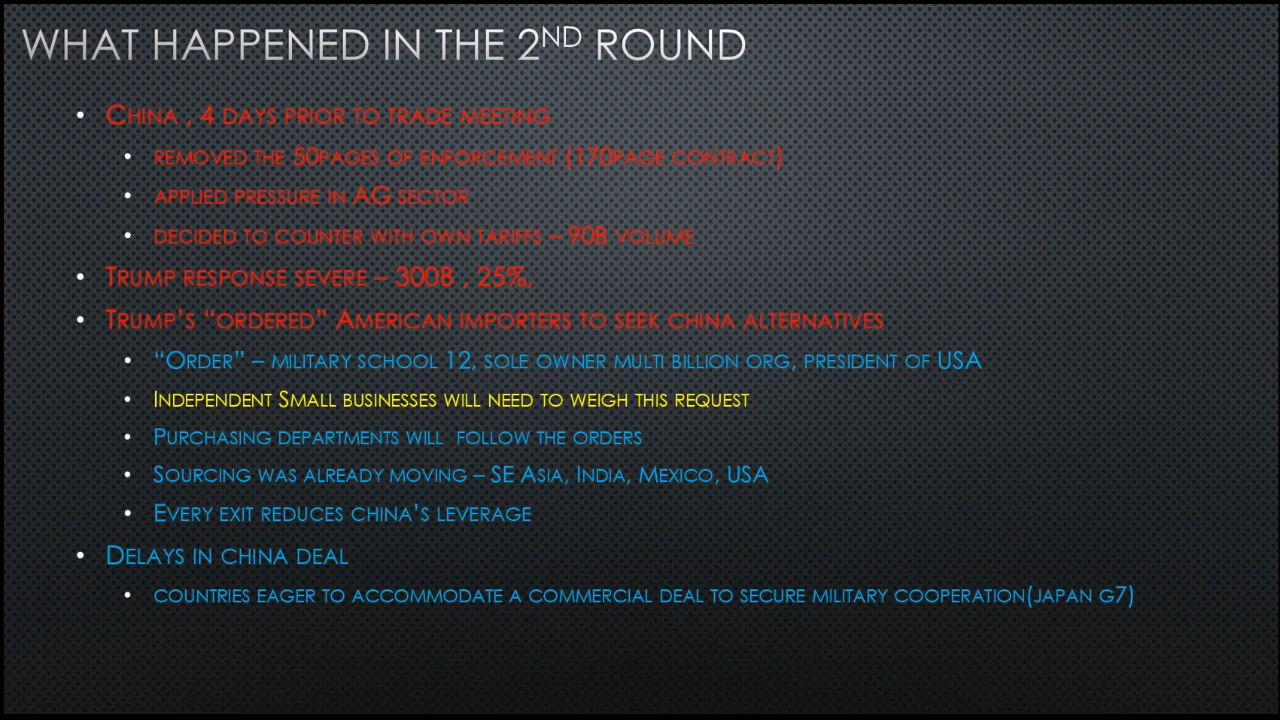 WHAT HAPPENED IN THE 2ND ROUND
• CHINA , 4 DAYS PRIOR TO TRADE MEETING
• REMOVED THE 50PAGES OF ENFORCEMENT (170PAGE CONTRACT)
• APPLIED PRESSURE IN AG SECTOR
• DECIDED TO COUNTER WITH OWN TARIFFS – 90B VOLUME
• TRUMP RESPONSE SEVERE – 300B , 25%,
• TRUMP'S “ORDERED” AMERICAN IMPORTERS TO SEEK CHINA ALTERNATIVES
• “ORDER” – MILITARY SCHOOL 12, SOLE OWNER MULTI BILLION ORG, PRESIDENT OF USA
• INDEPENDENT SMALL BUSINESSES WILL NEED TO WEIGH THIS REQUEST
• PURCHASING DEPARTMENTS WILL FOLLOW THE ORDERS
• SOURCING WAS ALREADY MOVING – SE ASIA, INDIA, MEXICO, USA
• EVERY EXIT REDUCES CHINA'S LEVERAGE
• DELAYS IN CHINA DEAL
• COUNTRIES EAGER TO ACCOMMODATE A COMMERCIAL DEAL TO SECURE MILITARY COOPERATION(JAPAN G7)